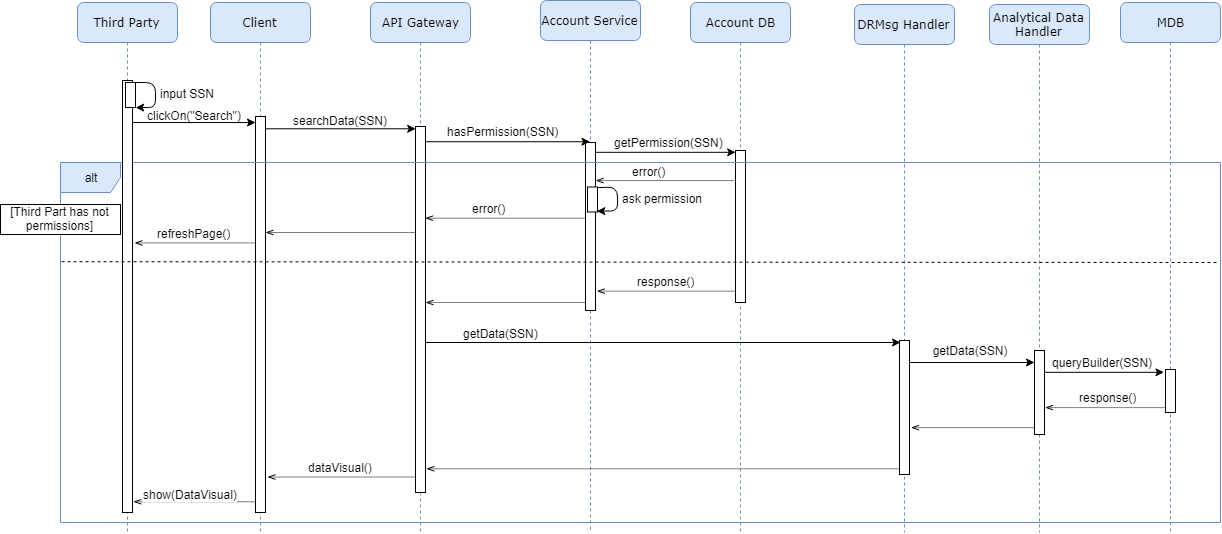 Third Party
Client
API Gateway
Account Service
Account DB
DRMsg Handler
Analytical Data
Handler
MDB
input SSN
clickOn("Search")
searchData(SSN)
hasPermission(SSN)
getPermission(SSN)
alt
error()
ask permission
[Third Part has not
permissions]
error()
refreshPage()
response()
getData(SSN)
getData(SSN)
queryBuilder(SSN)
response()
dataVisual()
show(DataVisual)